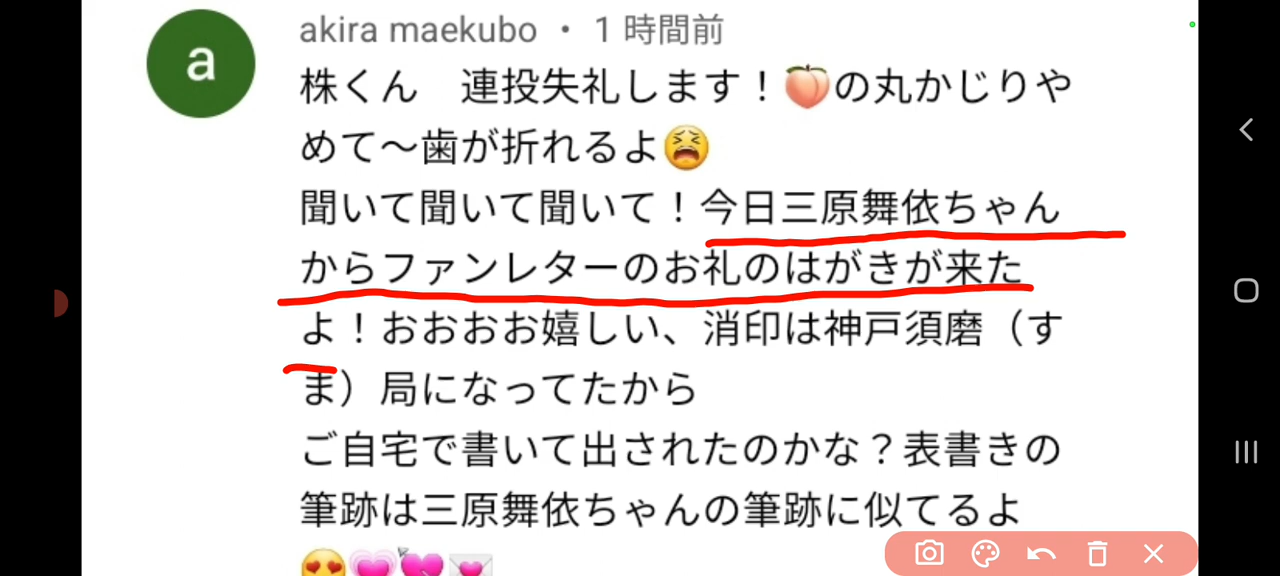 a
akira maekubo ・ 1 時間前
株くん　連投失礼します！🍑の丸かじりや
めて〜歯が折れるよ😫
聞いて聞いて聞いて！今日三原舞依ちゃん
からファンレターのお礼のはがきが来た
よ！おおおお嬉しい、消印は神戸須磨（す
ま）局になってたから
ご自宅で書いて出されたのかな？表書きの
筆跡は三原舞依ちゃんの筆跡に似てるよ
😍💗💘💌